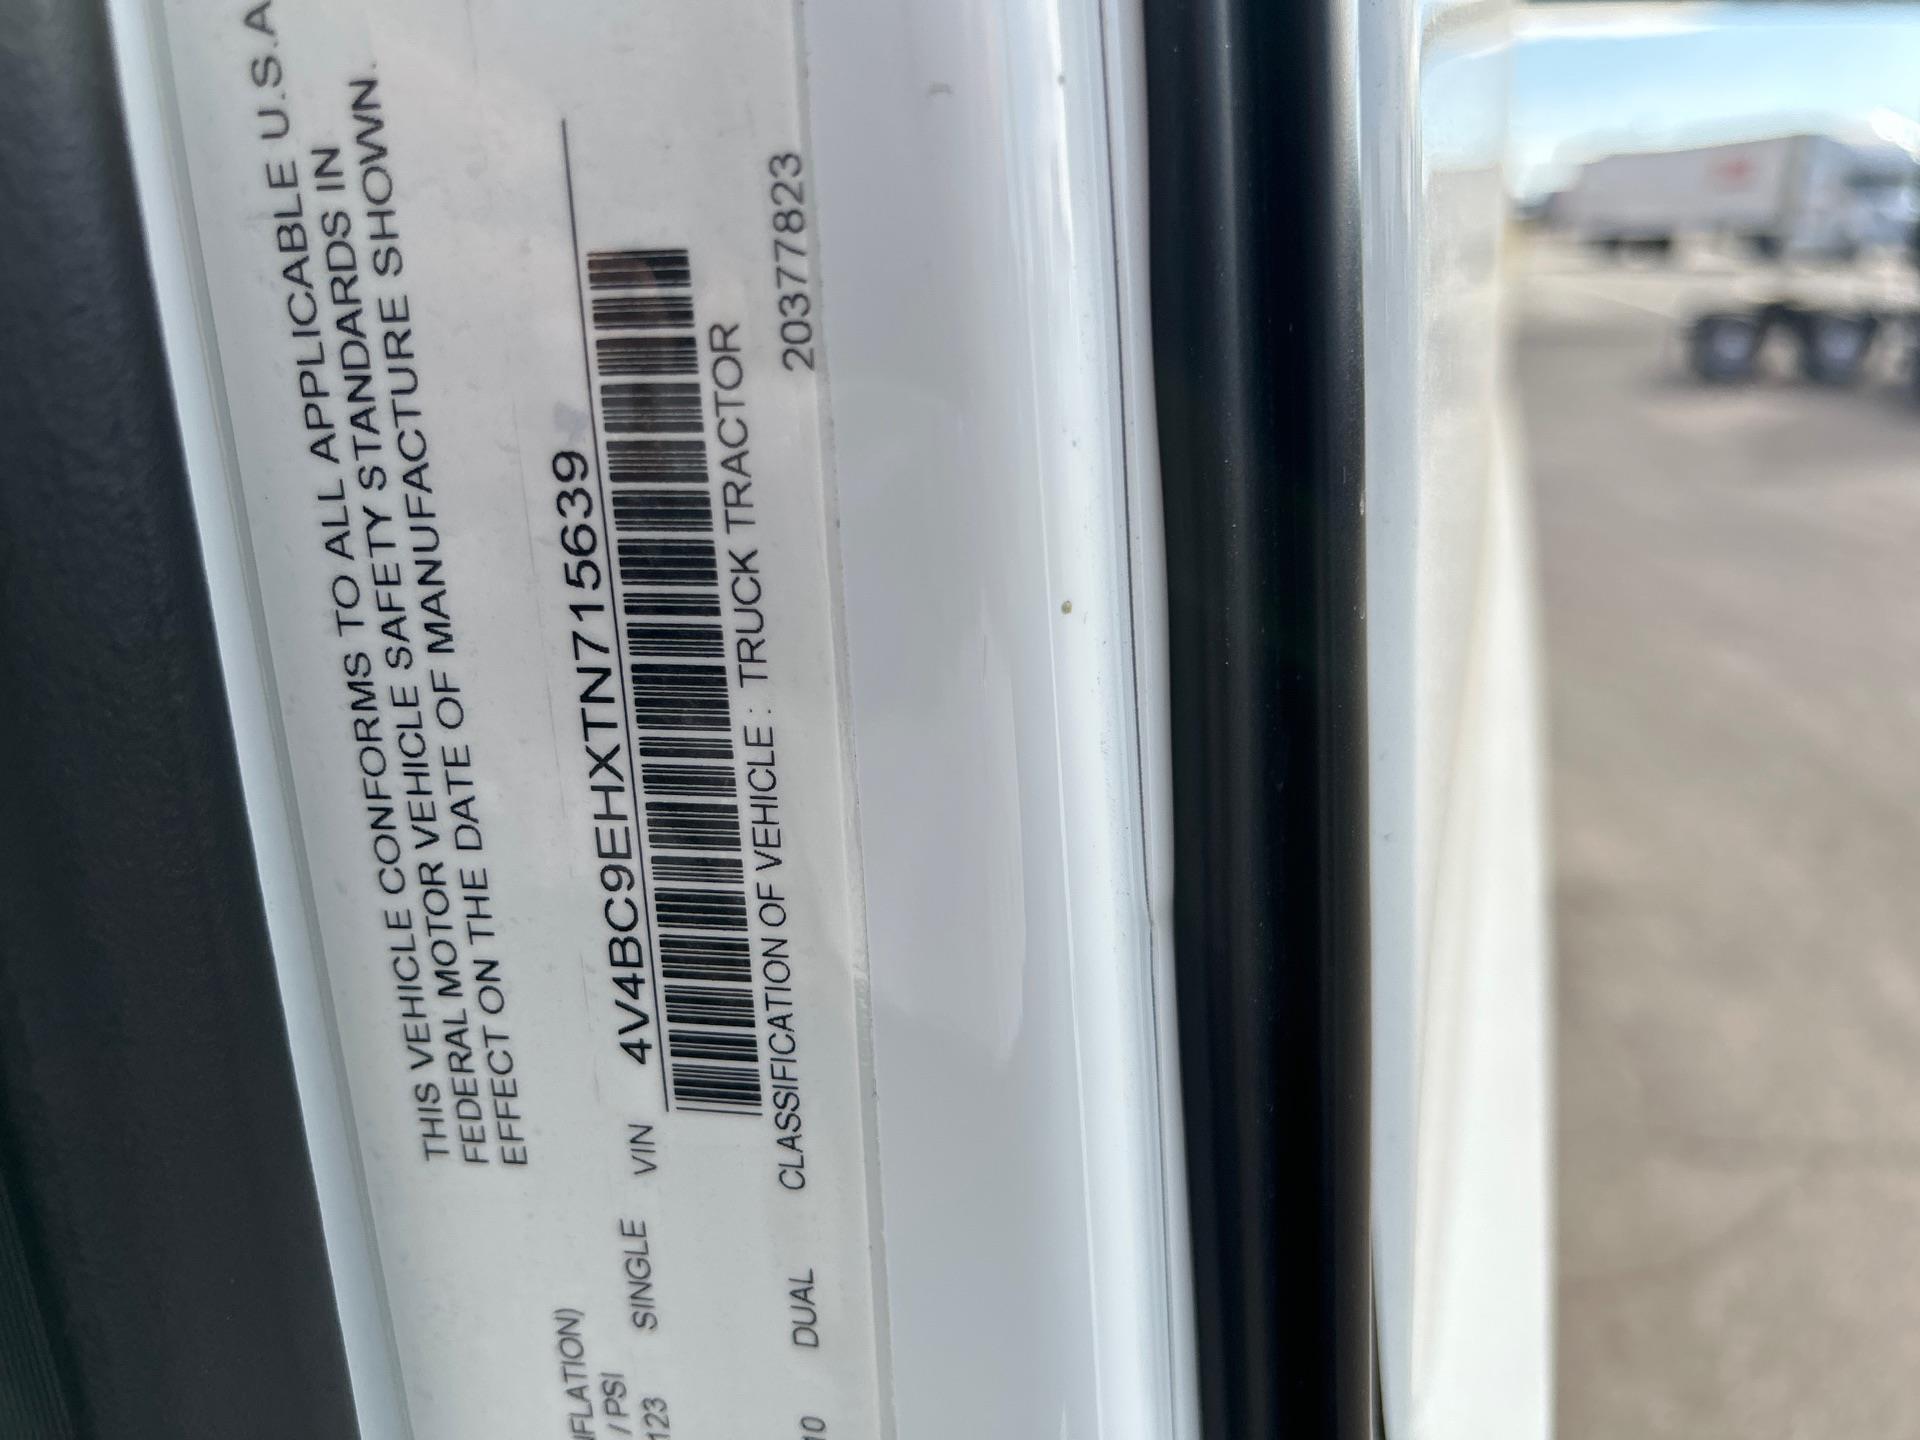 THIS VEHICLE CONFORMS TO ALL APPLICABLE U.S.A
FEDERAL MOTOR VEHICLE SAFETY STANDARDS IN
EFFECT ON THE DATE OF MANUFACTURE SHOWN.
/ PSI
123 SINGLE VIN 4V4BC9EHXTN715639
10 DUAL CLASSIFICATION OF VEHICLE : TRUCK TRACTOR
20377823